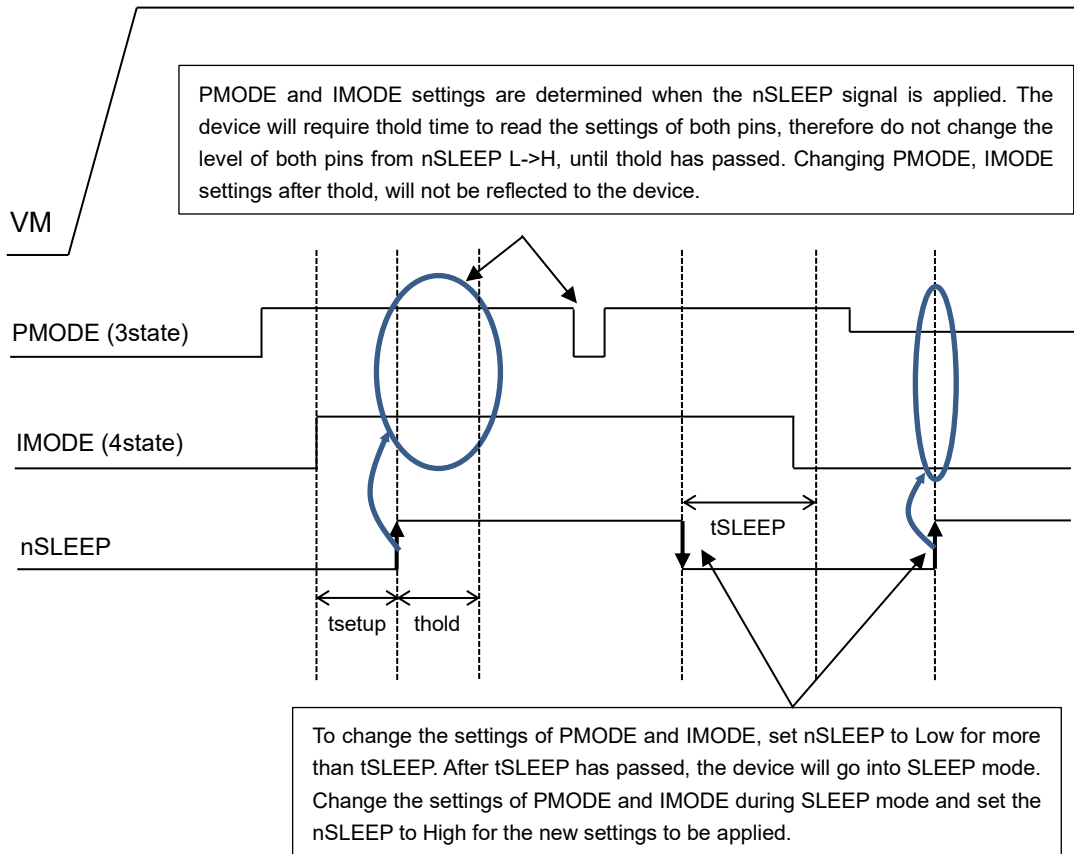 PMODE and IMODE settings are determined when the nSLEEP signal is applied. The
device will require thold time to read the settings of both pins, therefore do not change the
level of both pins from nSLEEP L->H, until thold has passed. Changing PMODE, IMODE
settings after thold, will not be reflected to the device.
VM
PMODE (3state)
IMODE (4state)
tSLEEP
nSLEEP
tsetup
thold
To change the settings of PMODE and IMODE, set nSLEEP to Low for more
than tSLEEP. After tSLEEP has passed, the device will go into SLEEP mode.
Change the settings of PMODE and IMODE during SLEEP mode and set the
nSLEEP to High for the new settings to be applied.